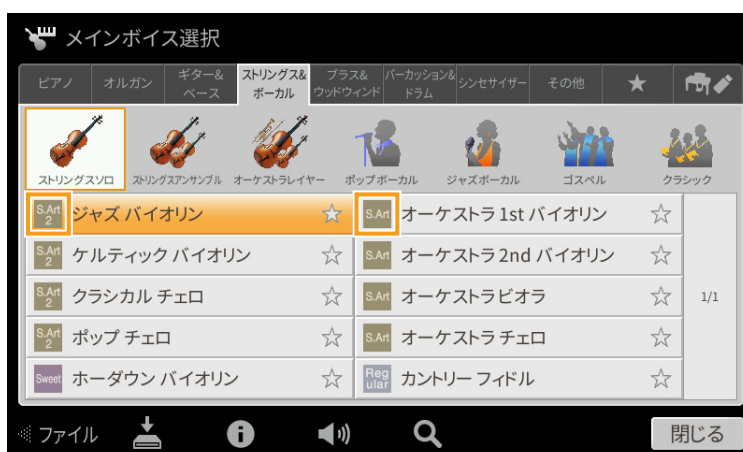 メインボイス選択
ピアノ
オルガン
ギター&
ベース
ストリングス&
ボーカル
ブラス&
ウッドウィンド
パーカッション&
ドラム
シンセサイザー
その他
ストリングスソロ
ストリングスアンサンブル
オーケストラレイヤー
ポップボーカル
ジャズボーカル
ゴスペル
クラシック
S.Art
2
ジャズ バイオリン
S.Art
オーケストラ 1st バイオリン
S.Art
2
ケルティック バイオリン
S.Art
オーケストラ 2nd バイオリン
S.Art
2
クラシカル チェロ
S.Art
オーケストラ ビオラ
1/1
S.Art
2
ポップ チェロ
S.Art
オーケストラ チェロ
Sweet
ホーダウン バイオリン
Reg
ular
カントリー フィドル
ファイル
閉じる